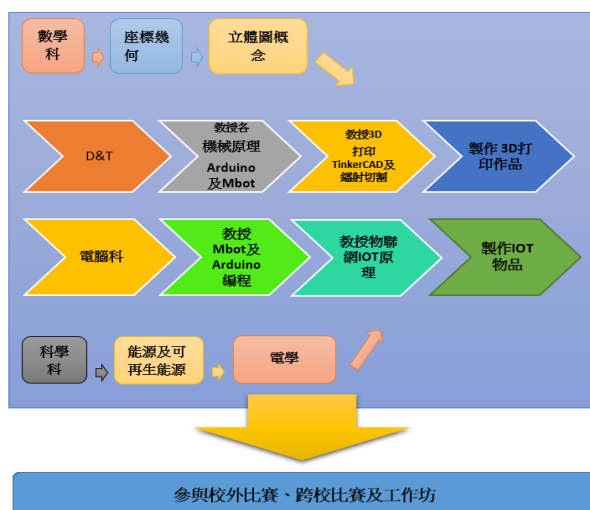 數學
科
座標幾
何
立體圖概
念
D&T
教授各
機械原理
Arduino
及Mbot
教授3D
打印
TinkerCAD及
鐳射切割
製作 3D打
印作品
電腦科
教授
Mbot及
Arduino
編程
教授物聯
網IOT原
理
製作IOT
物品
科學
科
能源及可
再生能源
電學
參與校外比賽、跨校比賽及工作坊